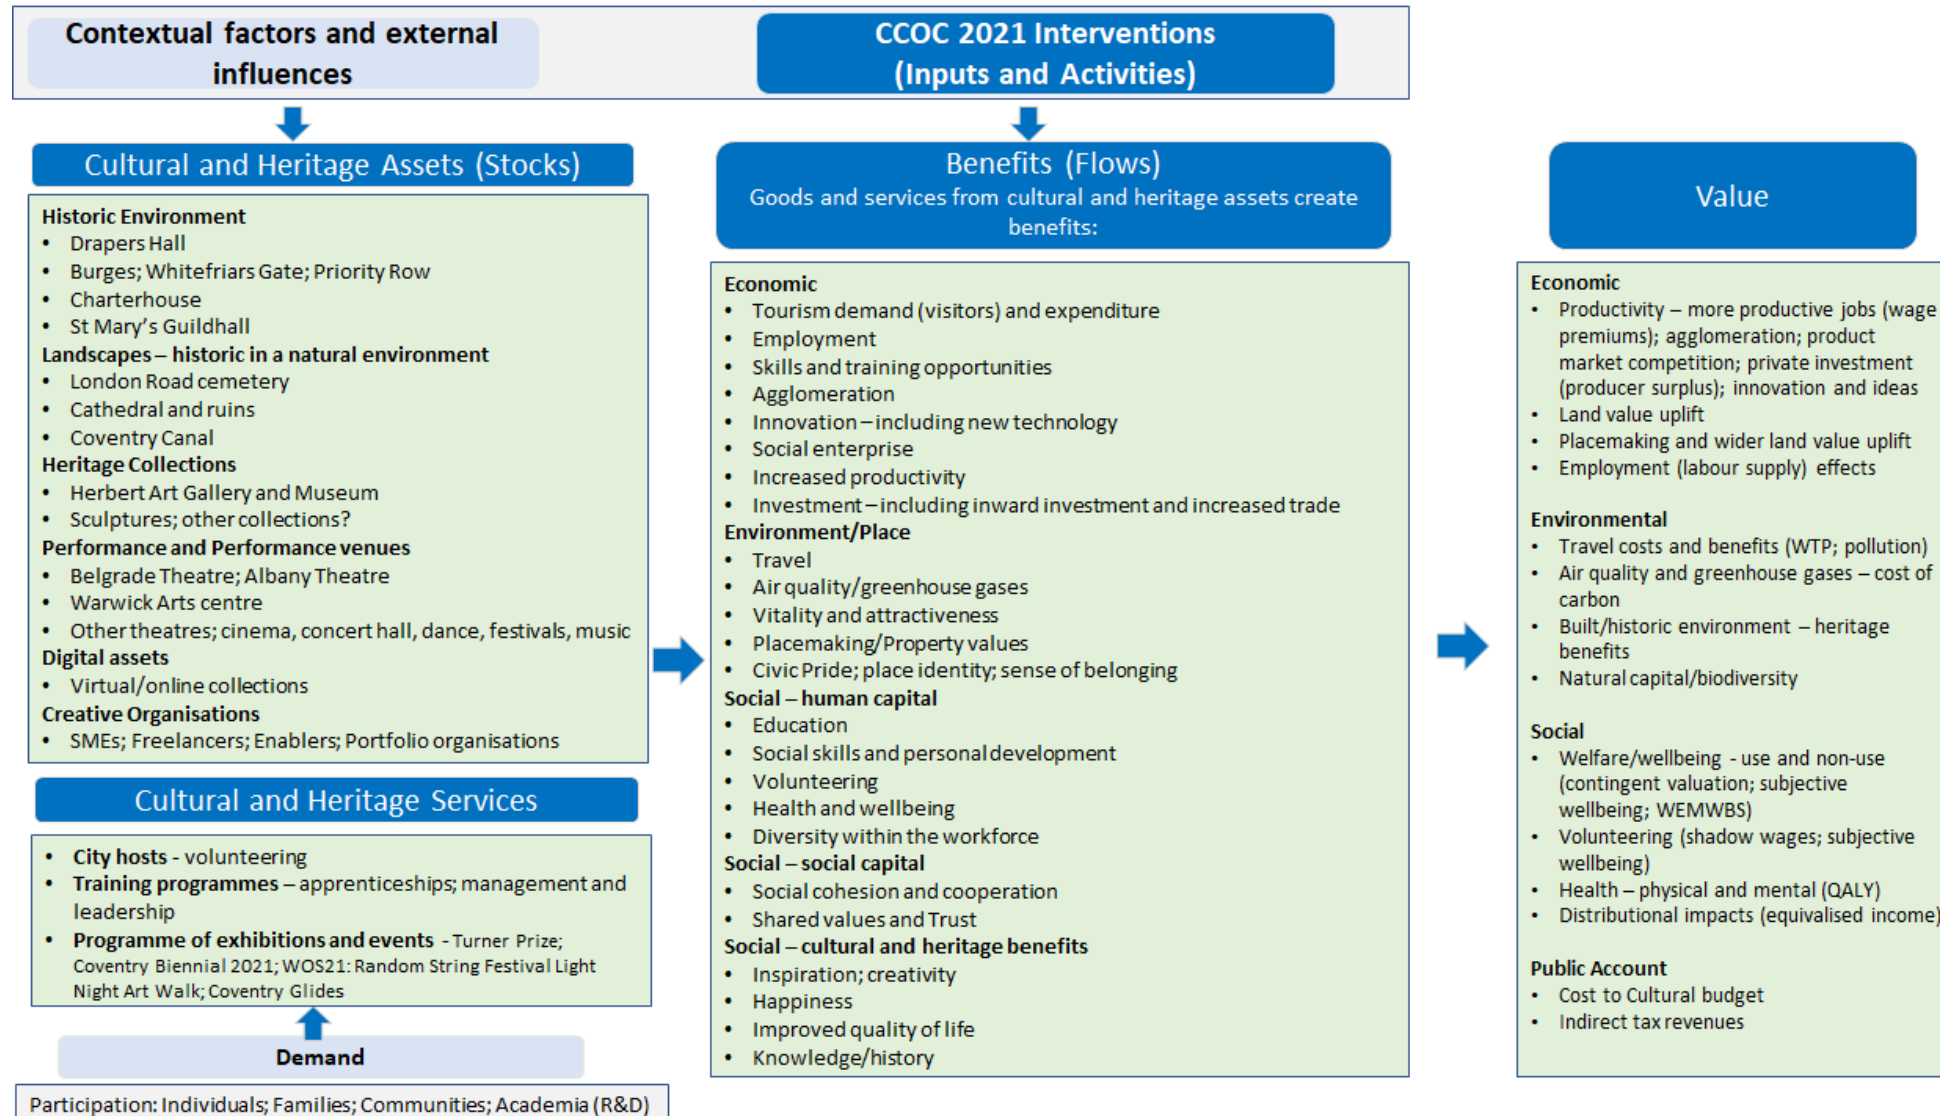 Contextual factors and external
influences
CCOC 2021 Interventions
(Inputs and Activities)
Cultural and Heritage Assets (Stocks)
Historic Environment
• Drapers Hall
• Burges; Whitefriars Gate; Priority Row
• Charterhouse
• St Mary's Guildhall
Landscapes – historic in a natural environment
• London Road cemetery
• Cathedral and ruins
• Coventry Canal
Heritage Collections
• Herbert Art Gallery and Museum
• Sculptures; other collections?
Performance and Performance venues
• Belgrade Theatre; Albany Theatre
• Warwick Arts centre
• Other theatres; cinema, concert hall, dance, festivals, music
Digital assets
• Virtual/online collections
Creative Organisations
• SMEs; Freelancers; Enablers; Portfolio organisations
Cultural and Heritage Services
• City hosts - volunteering
• Training programmes – apprenticeships; management and
leadership
• Programme of exhibitions and events - Turner Prize;
Coventry Biennial 2021; WOS21: Random String Festival Light
Night Art Walk; Coventry Glides
Demand
Participation: Individuals; Families; Communities; Academia (R&D)
Benefits (Flows)
Goods and services from cultural and heritage assets create
benefits:
Economic
• Tourism demand (visitors) and expenditure
• Employment
• Skills and training opportunities
• Agglomeration
• Innovation – including new technology
• Social enterprise
• Increased productivity
• Investment – including inward investment and increased trade
Environment/Place
• Travel
• Air quality/greenhouse gases
• Vitality and attractiveness
• Placemaking/Property values
• Civic Pride; place identity; sense of belonging
Social – human capital
• Education
• Social skills and personal development
• Volunteering
• Health and wellbeing
• Diversity within the workforce
Social – social capital
• Social cohesion and cooperation
• Shared values and Trust
Social – cultural and heritage benefits
• Inspiration; creativity
• Happiness
• Improved quality of life
• Knowledge/history
Value
Economic
• Productivity – more productive jobs (wage
premiums); agglomeration; product
market competition; private investment
(producer surplus); innovation and ideas
• Land value uplift
• Placemaking and wider land value uplift
• Employment (labour supply) effects
Environmental
• Travel costs and benefits (WTP; pollution)
• Air quality and greenhouse gases – cost of
carbon
• Built/historic environment – heritage
benefits
• Natural capital/biodiversity
Social
• Welfare/wellbeing - use and non-use
(contingent valuation; subjective
wellbeing; WEMWBS)
• Volunteering (shadow wages; subjective
wellbeing)
• Health – physical and mental (QALY)
• Distributional impacts (equivalised income)
Public Account
• Cost to Cultural budget
• Indirect tax revenues